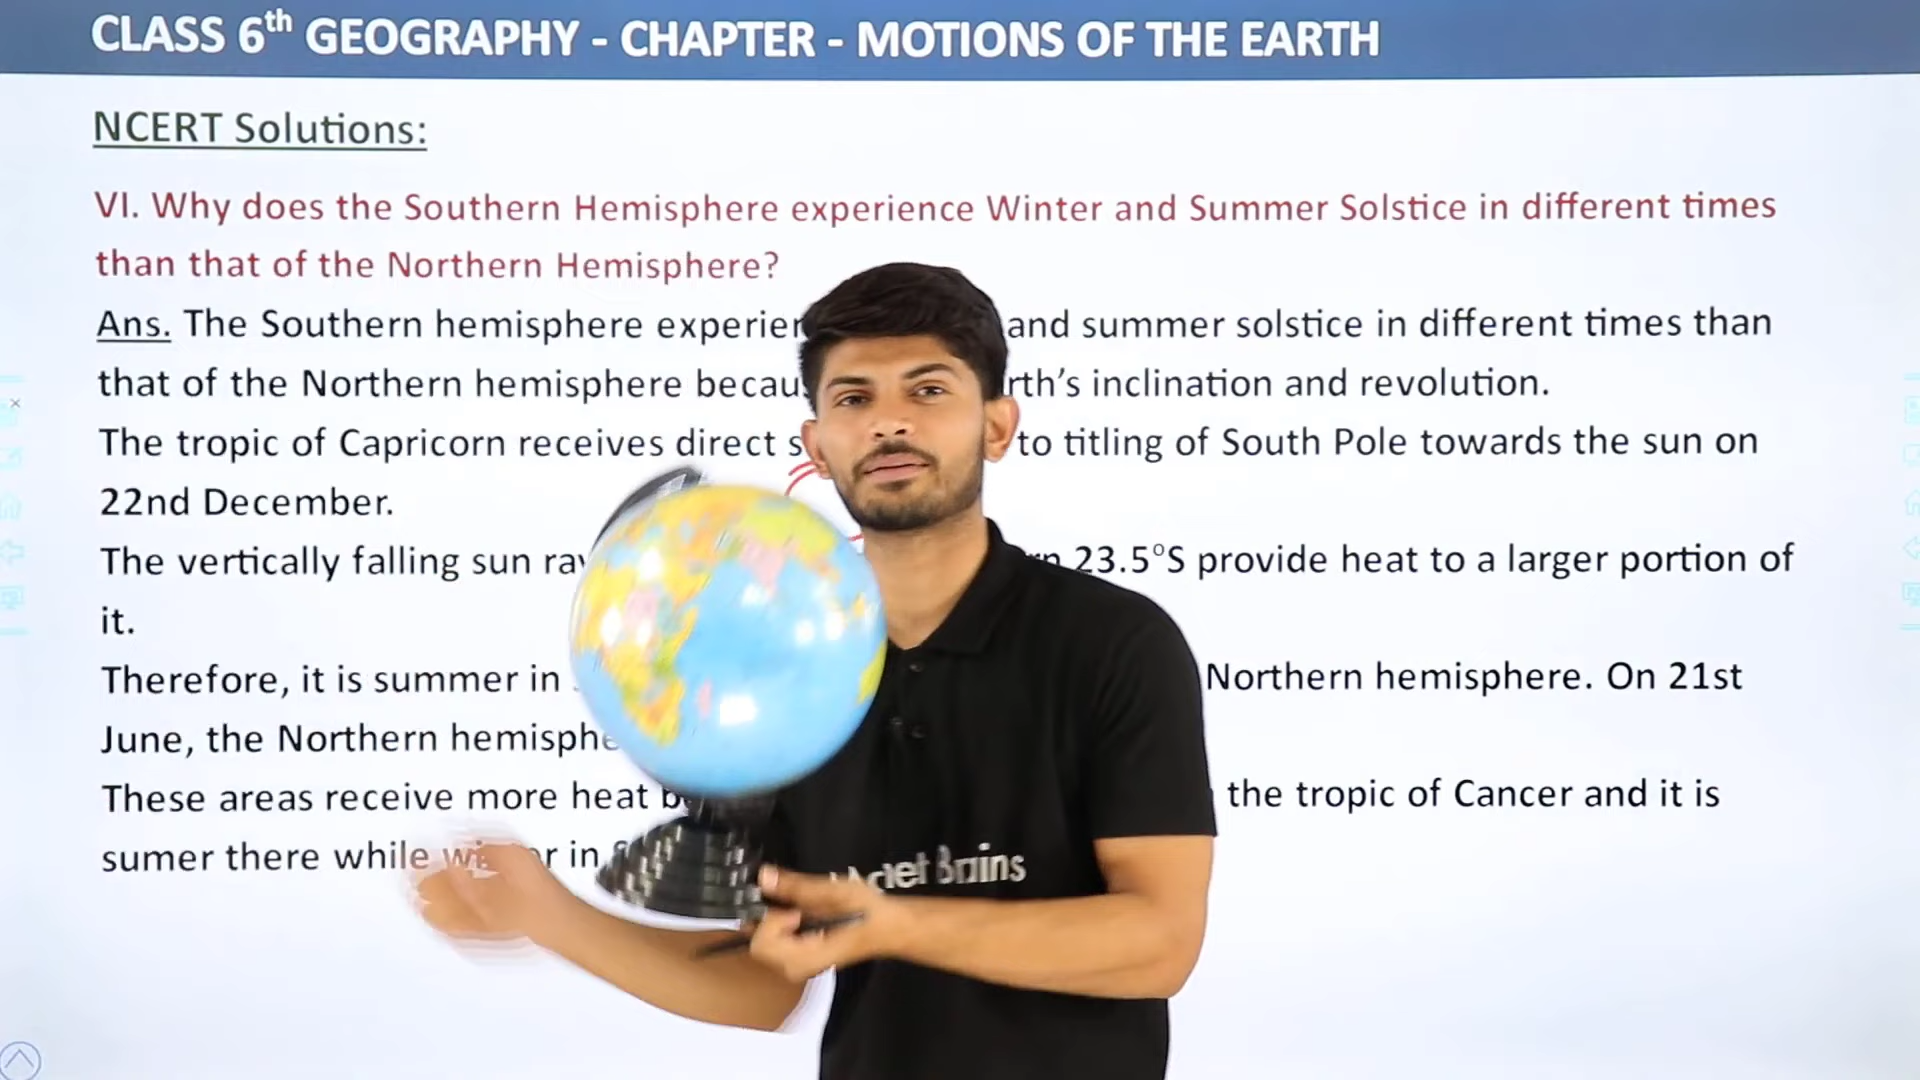 CLASS 6th GEOGRAPHY - CHAPTER - MOTIONS OF THE EARTH
NCERT Solutions:
VI. Why does the Southern Hemisphere experience Winter and Summer Solstice in different times
than that of the Northern Hemisphere?
Ans. The Southern hemisphere and summer solstice in different times than
that of the Northern hemisphere inclination and revolution.
The tropic of Capricorn receives direct to titling of South Pole towards the sun on
22nd December.
The vertically falling sun 23.5°S provide heat to a larger portion of
it.
Therefore, it is summer in Northern hemisphere. On 21st
June, the Northern
These areas receive more heat the tropic of Cancer and it is
sumer there while in
Brains